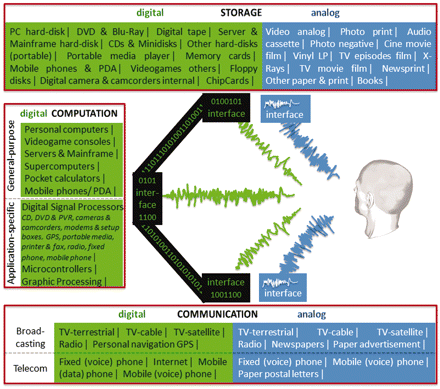 digital STORAGE analog
PC hard-disk| DVD & Blu-Ray| Digital tape| Server &
Mainframe hard-disk| CDs & Minidisks| Other hard-disks
(portable)| Portable media player| Memory cards|
Mobile phones & PDA| Videogames others| Floppy
disks| Digital camera & camcorders internal| ChipCards|
Video analog| Photo print| Audio
cassette| Photo negative| Cine movie
film| Vinyl LP| TV episodes film| X-
Rays| TV movie film| Newsprint|
Other paper & print| Books|
digital COMPUTATION
General-purpose
Personal computers|
Videogame consoles|
Servers & Mainframe|
Supercomputers|
Pocket calculators|
Mobile phones/ PDA|
Application-specific
Digital Signal Processors
CD, DVD & PVR, cameras &
camcorders, modems & setup
boxes, GPS, portable media,
printer & fax, radio, fixed
phone, mobile phone|
Microcontrollers|
Graphic Processing|
0100101
interface
interface
0101
inter-
face
1100
interface
1001100
interface
digital COMMUNICATION analog
Broad-
casting
TV-terrestrial| TV-cable| TV-satellite|
Radio| Personal navigation GPS|
TV-terrestrial| TV-cable| TV-satellite|
Radio| Newspapers| Paper advertisement|
Telecom
Fixed (voice) phone| Internet| Mobile
(data) phone| Mobile (voice) phone|
Fixed (voice) phone| Mobile (voice) phone|
Paper postal letters|